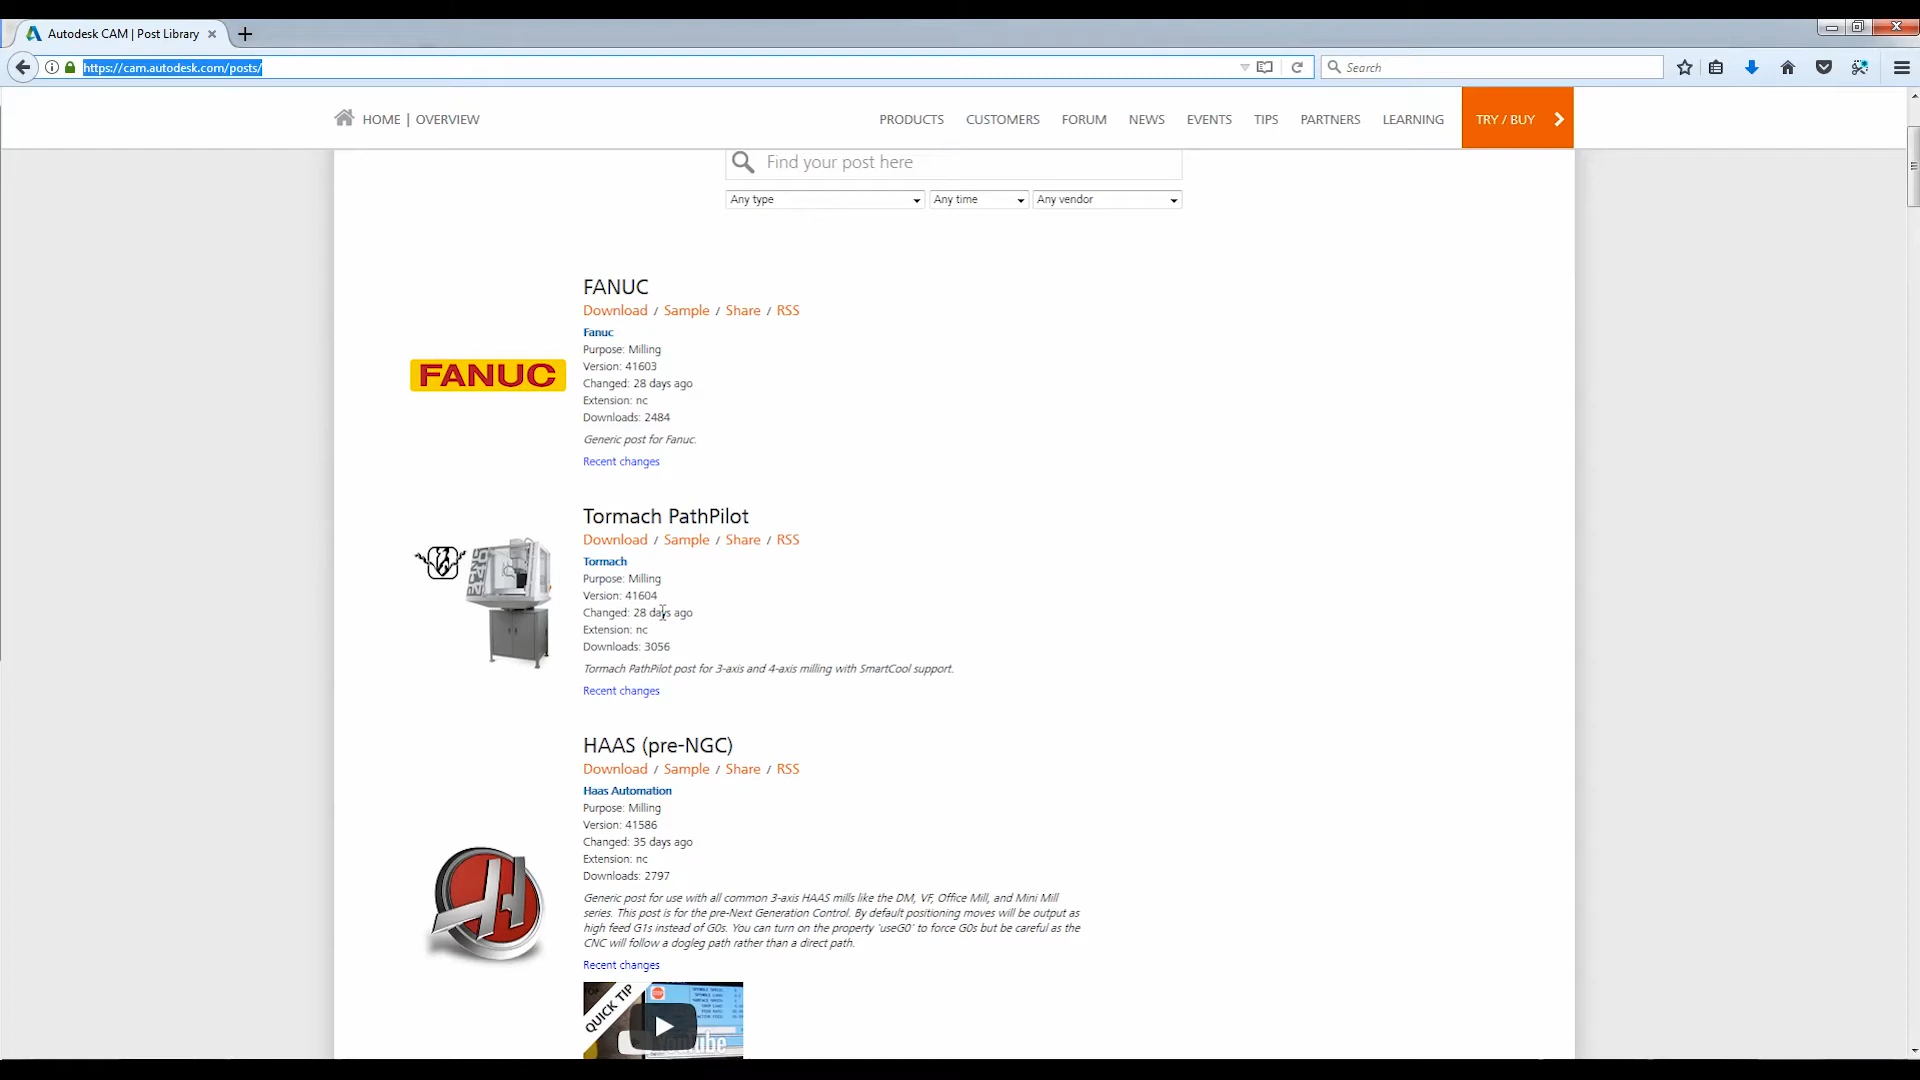 Autodesk CAM | Post Library
https://cam.autodesk.com/posts/
Search
HOME | OVERVIEW
PRODUCTS
CUSTOMERS
FORUM
NEWS
EVENTS
TIPS
PARTNERS
LEARNING
TRY / BUY
Find your post here
Any type
Any time
Any vendor
FANUC
Download / Sample / Share / RSS
Fanuc
Purpose: Milling
Version: 41603
Changed: 28 days ago
Extension: nc
Downloads: 2484
Generic post for Fanuc.
Recent changes
FANUC
Tormach PathPilot
Download / Sample / Share / RSS
Tormach
Purpose: Milling
Version: 41604
Changed: 28 days ago
Extension: nc
Downloads: 3056
Tormach PathPilot post for 3-axis and 4-axis milling with SmartCool support.
Recent changes
HAAS (pre-NGC)
Download / Sample / Share / RSS
Haas Automation
Purpose: Milling
Version: 41586
Changed: 35 days ago
Extension: nc
Downloads: 2797
Generic post for use with all common 3-axis HAAS mills like the DM, VF, Office Mill, and Mini Mill
series. This post is for the pre-Next Generation Control. By default positioning moves will be output as
high feed G1s instead of G0s. You can turn on the property 'useG0' to force G0s but be careful as the
CNC will follow a dogleg path rather than a direct path.
Recent changes
QUICK TIP
YouTube